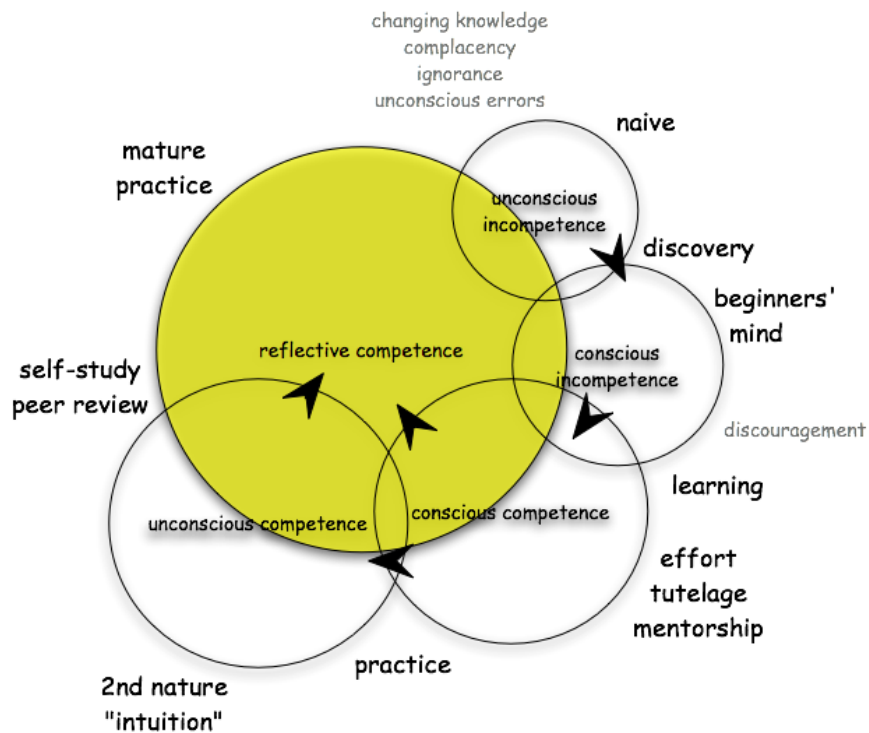 changing knowledge
complacency
ignorance
unconscious errors
naive
mature
practice
unconscious
incompetence
discovery
beginners'
mind
reflective competence
conscious
incompetence
self-study
peer review
discouragement
learning
unconscious competence
conscious competence
effort
tutelage
mentorship
practice
2nd nature
"intuition"